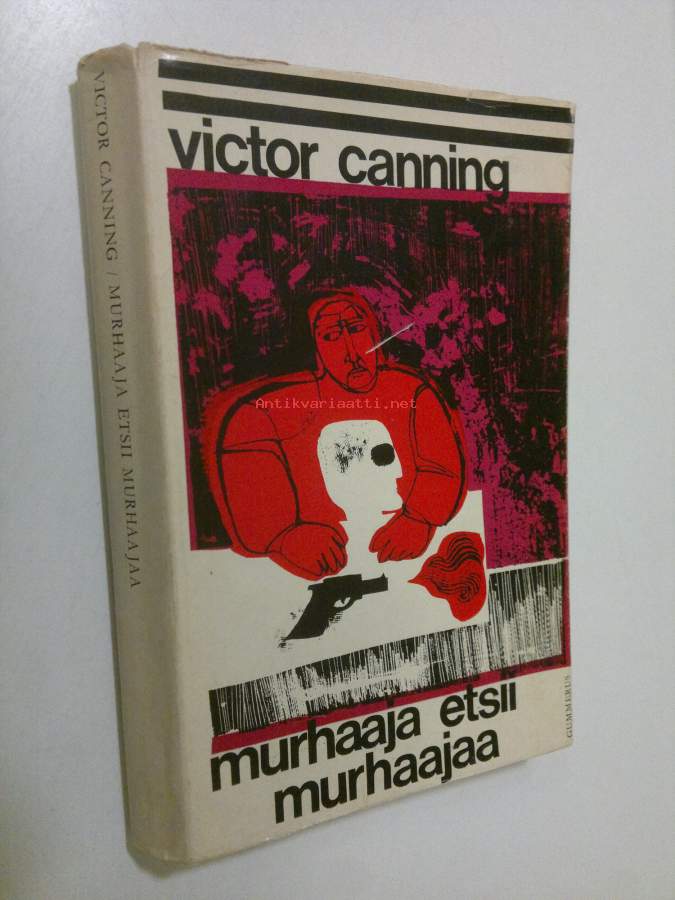 VICTOR CANNING / MURHAAJA ETSII MURHAAJAA
victor canning
Antikvariaatti.net
murhaaja etsii
murhaajaa
GUMMERUS